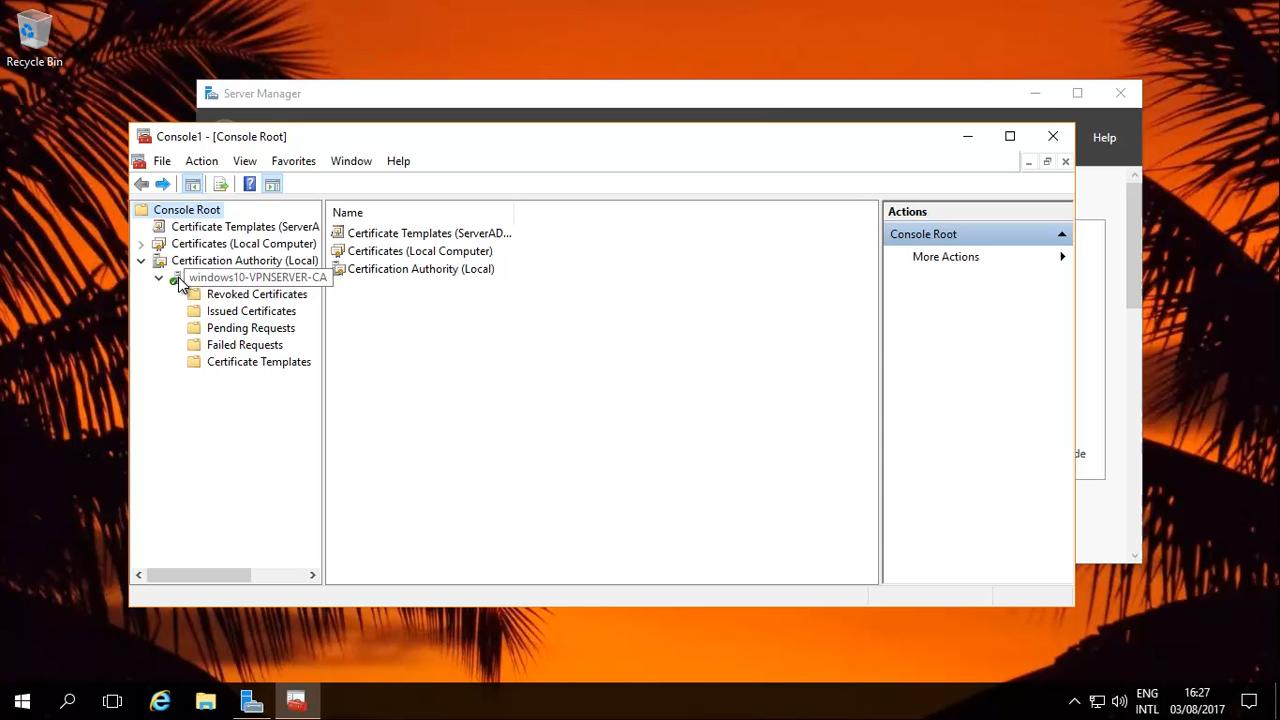 Recycle Bin
Server Manager
Console1 - [Console Root]
Help
File Action View Favorites Window Help
Console Root
Certificate Templates (ServerA
Certificates (Local Computer)
Certification Authority (Local)
windows10-VPNSERVER-CA
Revoked Certificates
Issued Certificates
Pending Requests
Failed Requests
Certificate Templates
Name
Certificate Templates (ServerAD...
Certificates (Local Computer)
Certification Authority (Local)
Actions
Console Root
More Actions
de
ENG
INTL
16:27
03/08/2017